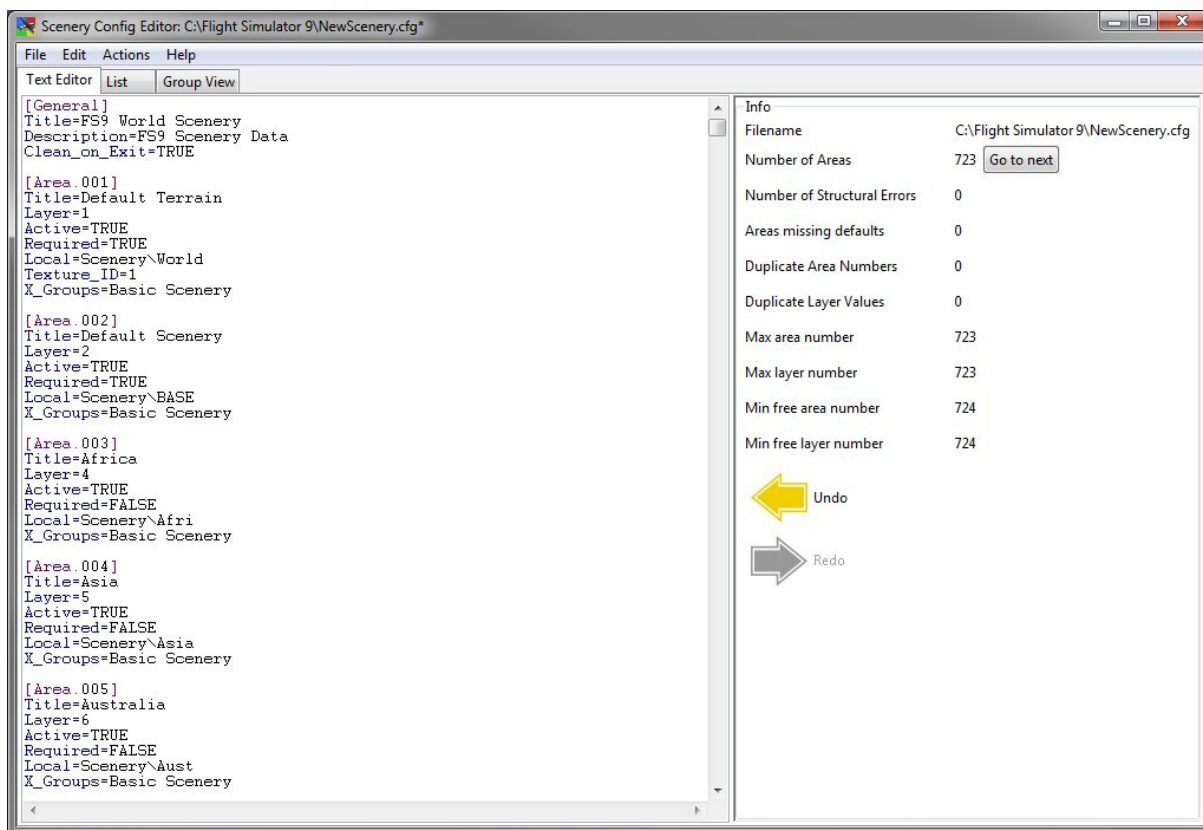 Scenery Config Editor: C:\Flight Simulator 9\NewScenery.cfg*
File Edit Actions Help
Text Editor List Group View
[General]
Title=FS9 World Scenery
Description=FS9 Scenery Data
Clean_on_Exit=TRUE
[Area.001]
Title=Default Terrain
Layer=1
Active=TRUE
Required=TRUE
Local=Scenery\World
Texture_ID=1
X_Groups=Basic Scenery
[Area.002]
Title=Default Scenery
Layer=2
Active=TRUE
Required=TRUE
Local=Scenery\BASE
X_Groups=Basic Scenery
[Area.003]
Title=Africa
Layer=4
Active=TRUE
Required=FALSE
Local=Scenery\Afri
X_Groups=Basic Scenery
[Area.004]
Title=Asia
Layer=5
Active=TRUE
Required=FALSE
Local=Scenery\Asia
X_Groups=Basic Scenery
[Area.005]
Title=Australia
Layer=6
Active=TRUE
Required=FALSE
Local=Scenery\Aust
X_Groups=Basic Scenery
Info
Filename C:\Flight Simulator 9\NewScenery.cfg
Number of Areas 723 Go to next
Number of Structural Errors 0
Areas missing defaults 0
Duplicate Area Numbers 0
Duplicate Layer Values 0
Max area number 723
Max layer number 723
Min free area number 724
Min free layer number 724
Undo
Redo